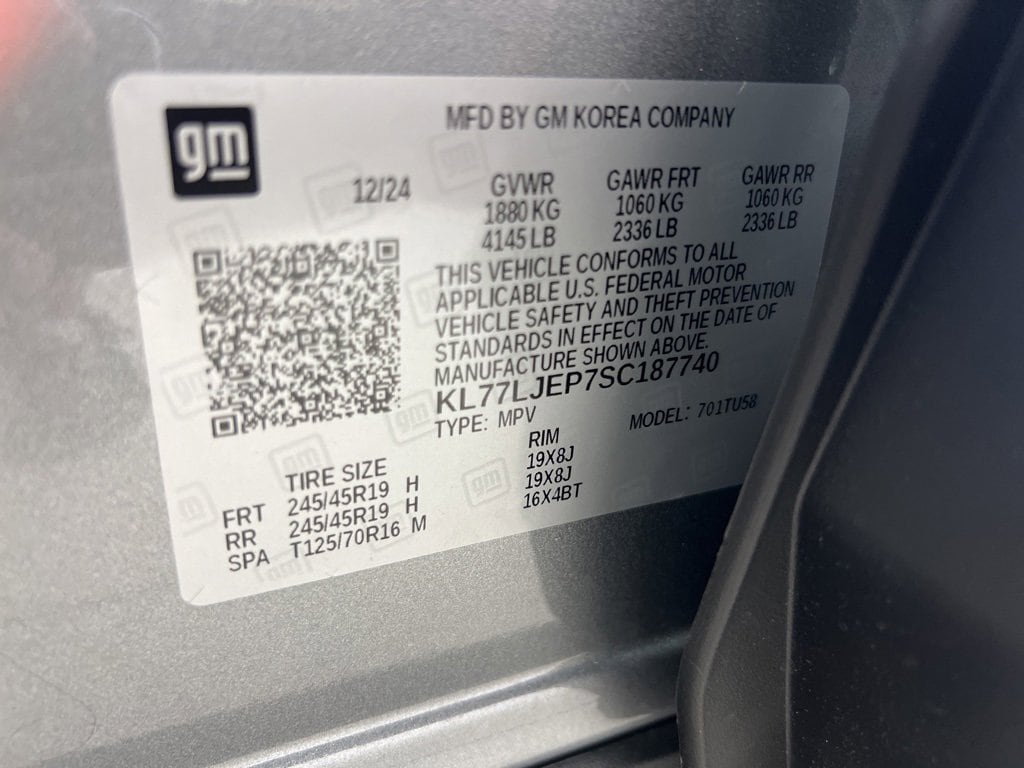 gm
MFD BY GM KOREA COMPANY
12/24
GVWR
1880 KG
4145 LB
GAWR FRT
1060 KG
2336 LB
GAWR RR
1060 KG
2336 LB
THIS VEHICLE CONFORMS TO ALL
APPLICABLE U.S. FEDERAL MOTOR
VEHICLE SAFETY AND THEFT PREVENTION
STANDARDS IN EFFECT ON THE DATE OF
MANUFACTURE SHOWN ABOVE.
KL77LJEP7SC187740
TYPE: MPV
MODEL: 701TU58
TIRE SIZE
RIM
FRT 245/45R19 H 19X8J
RR 245/45R19 H 19X8J
SPA T125/70R16 M 16X4BT